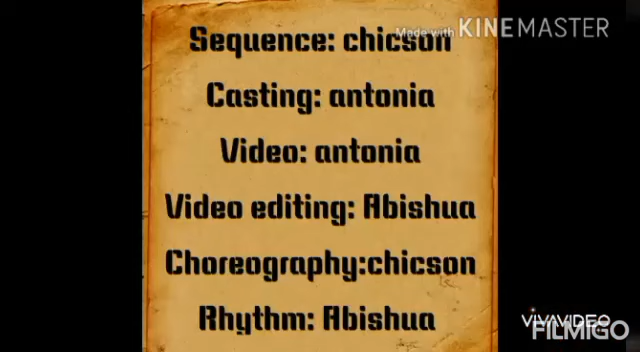 Made with KINEMASTER
Sequence: chicson
Casting: antonia
Video: antonia
Video editing: Abishua
Choreography:chicson
Rhythm: Abishua
VIVAVIDEO
FILMIGO